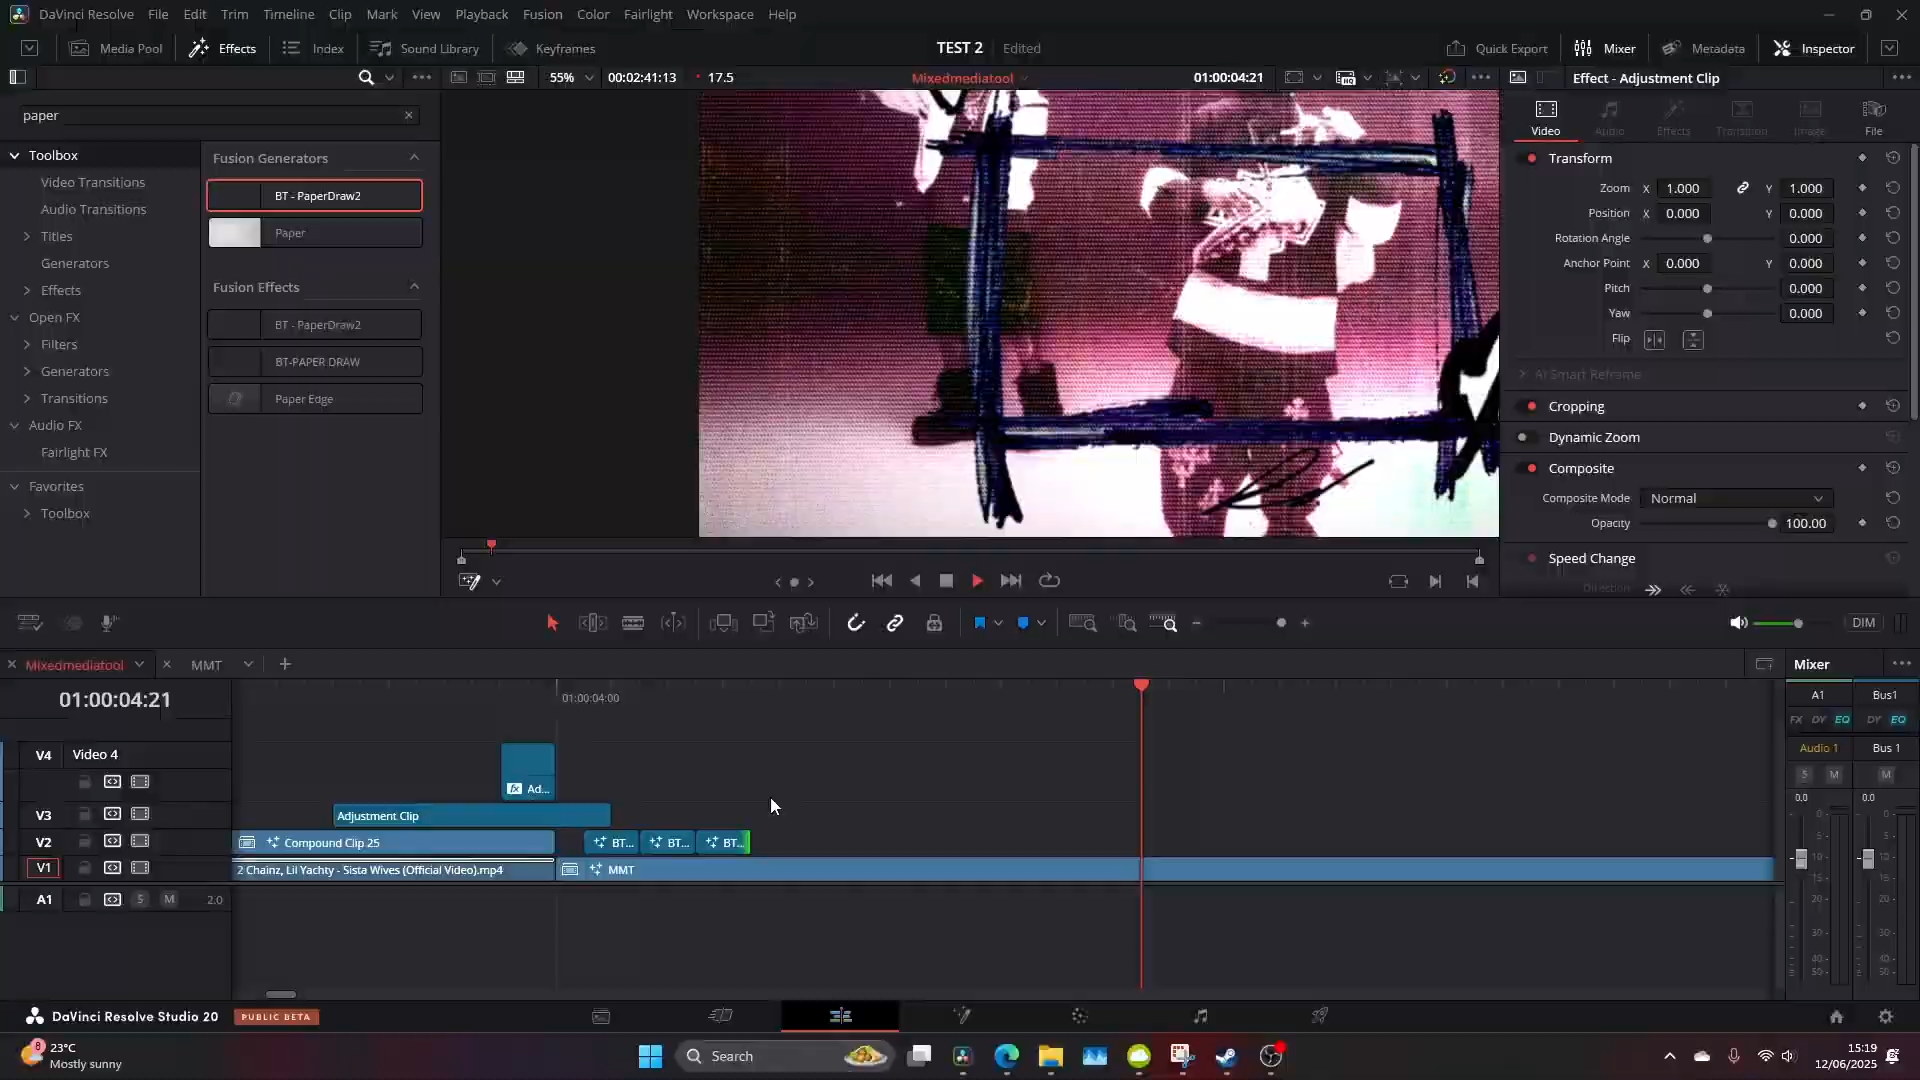 DaVinci Resolve File Edit Trim Timeline Clip Mark View Playback Fusion Color Fairlight Workspace Help
Media Pool Effects Index Sound Library Keyframes TEST 2 Edited Quick Export Mixer Metadata Inspector
55% 00:02:41:13 17.5 Mixedmediatool 01:00:04:21 Effect - Adjustment Clip
paper
Video Audio Effects Transition Image File
Toolbox
Video Transitions
Audio Transitions
Titles
Generators
Effects
Open FX
Filters
Generators
Transitions
Audio FX
Fairlight FX
Favorites
Toolbox
Fusion Generators
BT - PaperDraw2
Paper
Fusion Effects
BT - PaperDraw2
BT-PAPER DRAW
Paper Edge
Transform
Zoom X 1.000 Y 1.000
Position X 0.000 Y 0.000
Rotation Angle 0.000
Anchor Point X 0.000 Y 0.000
Pitch 0.000
Yaw 0.000
Flip
AI Smart Reframe
Cropping
Dynamic Zoom
Composite
Composite Mode Normal
Opacity 100.00
Speed Change
Direction
DIM
Mixedmediatool MMT
01:00:04:21
01:00:04:00
V4 Video 4
Ad...
V3 Adjustment Clip
V2 Compound Clip 25 BT... BT... BT...
V1 2 Chainz, Lil Yachty - Sista Wives (Official Video).mp4 MMT
A1 S M 2.0
Mixer
A1 Bus1
FX DY EQ DY EQ
Audio 1 Bus 1
S M M
0.0 0.0
DaVinci Resolve Studio 20 PUBLIC BETA
8
23°C
Mostly sunny
Search
15:19
12/06/2025